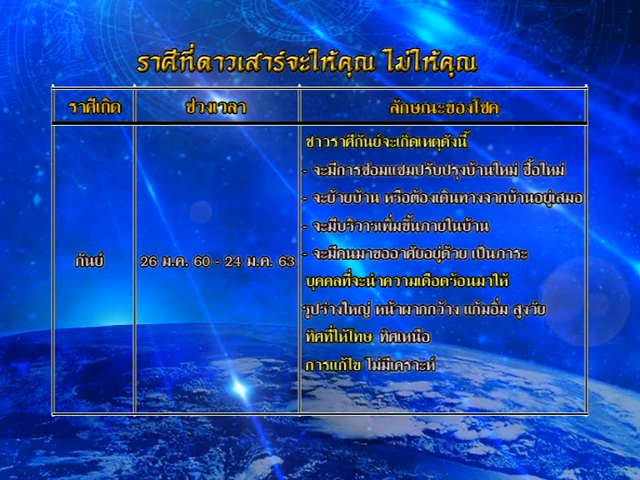 ราศีที่ดาวเสาร์จะให้คุณ ไม่ให้คุณ
ราศีเกิด ช่วงเวลา ลักษณะของโชค
ชาวราศีกันย์จะเกิดเหตุดังนี้
- จะมีการซ่อมแซมปรับปรุงบ้านใหม่ ซื้อใหม่
- จะย้ายบ้าน หรือต้องเดินทางจากบ้านอยู่เสมอ
- จะมีบริวารเพิ่มขึ้นภายในบ้าน
- จะมีคนมาขออาศัยอยู่ด้วย เป็นภาระ
กันย์ 26 ม.ค. 60 - 24 ม.ค. 63
บุคคลที่จะนำความเดือดร้อนมาให้
รูปร่างใหญ่ หน้าผากกว้าง แก้มอิ่ม สูงวัย
ทิศที่ให้โทษ ทิศเหนือ
การแก้ไข ไม่มีเคราะห์